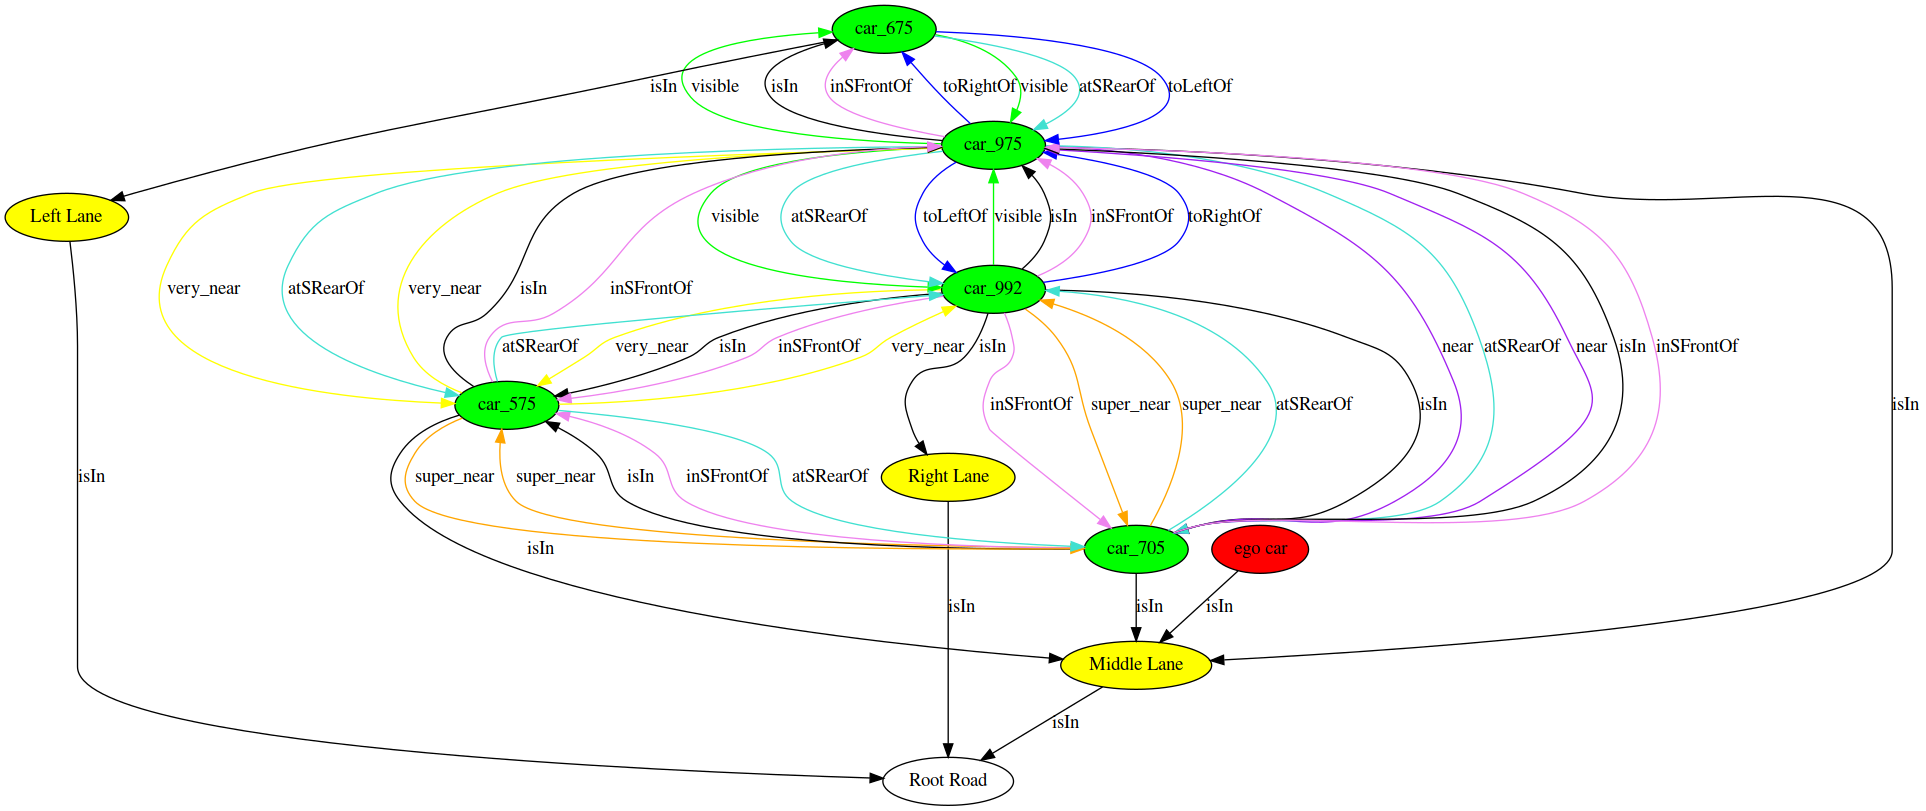 car_675
isIn
visible
isIn
inSFrontOf
toRightOf
visible
atSRearOf
toLeftOf
car_975
Left Lane
visible
atSRearOf
toLeftOf
visible
isIn
inSFrontOf
toRightOf
very_near
atSRearOf
very_near
isIn
inSFrontOf
car_992
atSRearOf
very_near
isIn
inSFrontOf
very_near
isIn
near
atSRearOf
near
isIn
inSFrontOf
car_575
inSFrontOf
super_near
super_near
atSRearOf
isIn
isIn
isIn
super_near
super_near
isIn
inSFrontOf
atSRearOf
Right Lane
isIn
car_705
ego car
isIn
isIn
isIn
Middle Lane
isIn
Root Road